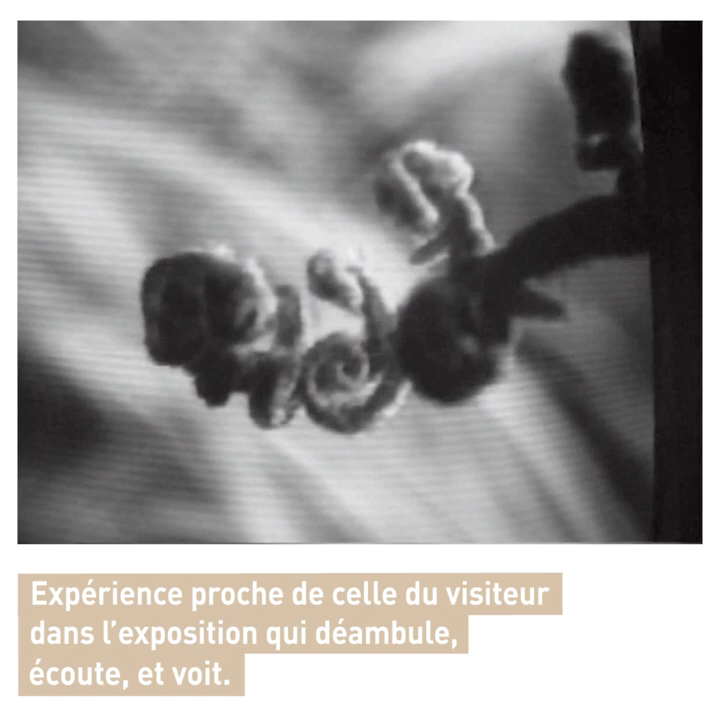 Expérience proche de celle du visiteur
dans l’exposition qui déambule,
écoute, et voit.